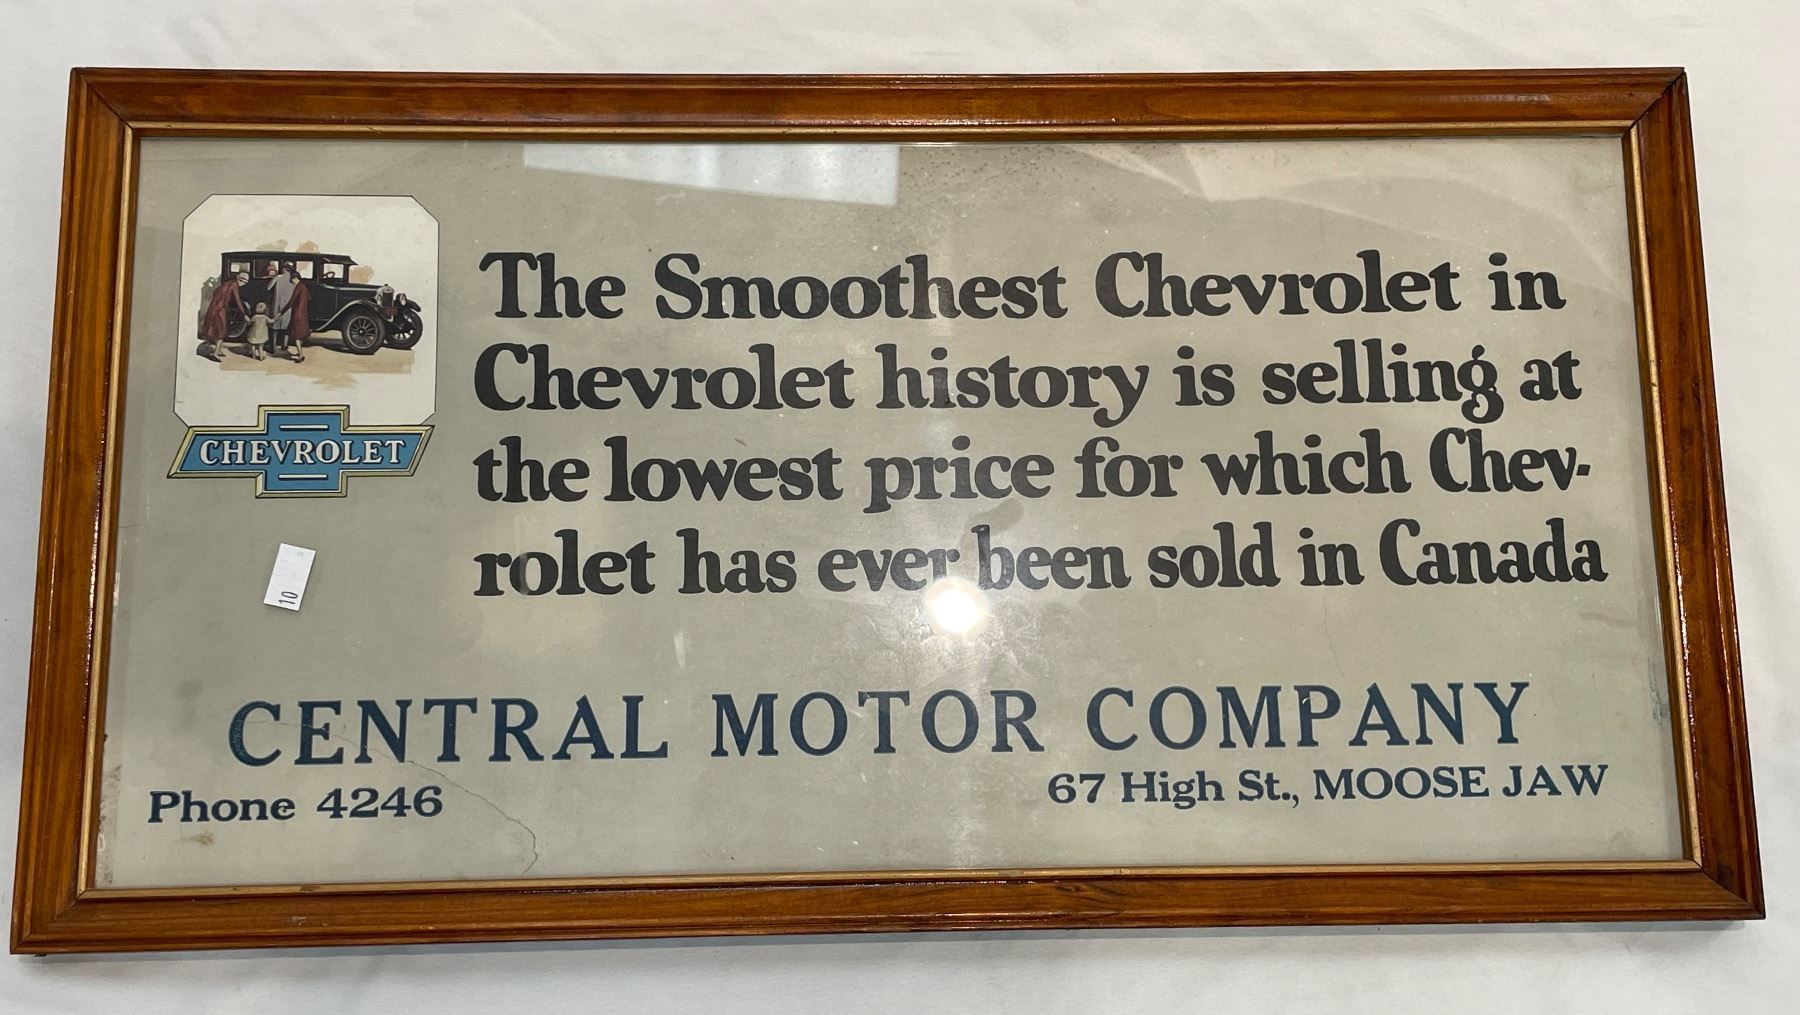 The Smoothest Chevrolet in
Chevrolet history is selling at
the lowest price for which Chev-
rolet has ever been sold in Canada
CHEVROLET
10
CENTRAL MOTOR COMPANY
Phone 4246
67 High St., MOOSE JAW